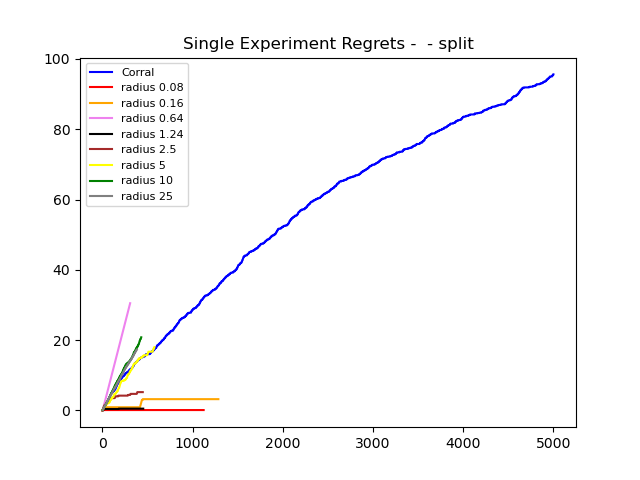 Single Experiment Regrets -  - split
100
80
60
40
20
0
Corral
radius 0.08
radius 0.16
radius 0.64
radius 1.24
radius 2.5
radius 5
radius 10
radius 25
0 1000 2000 3000 4000 5000